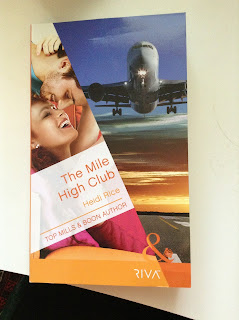 The Mile
High Club
Heidi Rice
TOP MILLS & BOON AUTHOR
&
RIVA